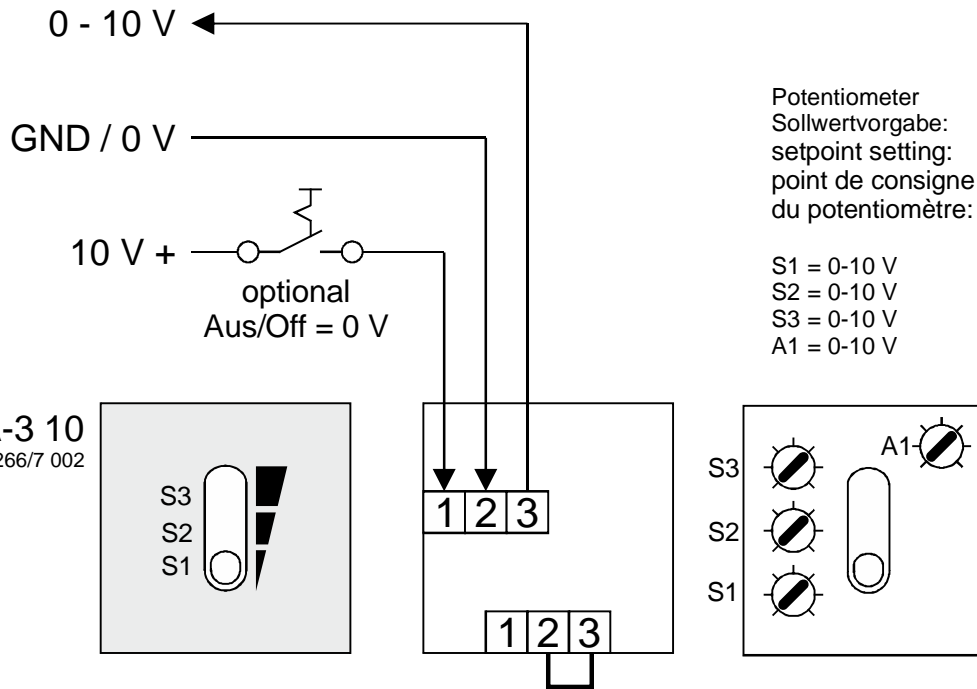 0 - 10 V
GND / 0 V
10 V +
optional
Aus/Off = 0 V
Potentiometer
Sollwertvorgabe:
setpoint setting:
point de consigne
du potentiomètre:
S1 = 0-10 V
S2 = 0-10 V
S3 = 0-10 V
A1 = 0-10 V
-3 10
266/7 002
S3
S2
S1
1 2 3
1 2 3
A1
S3
S2
S1